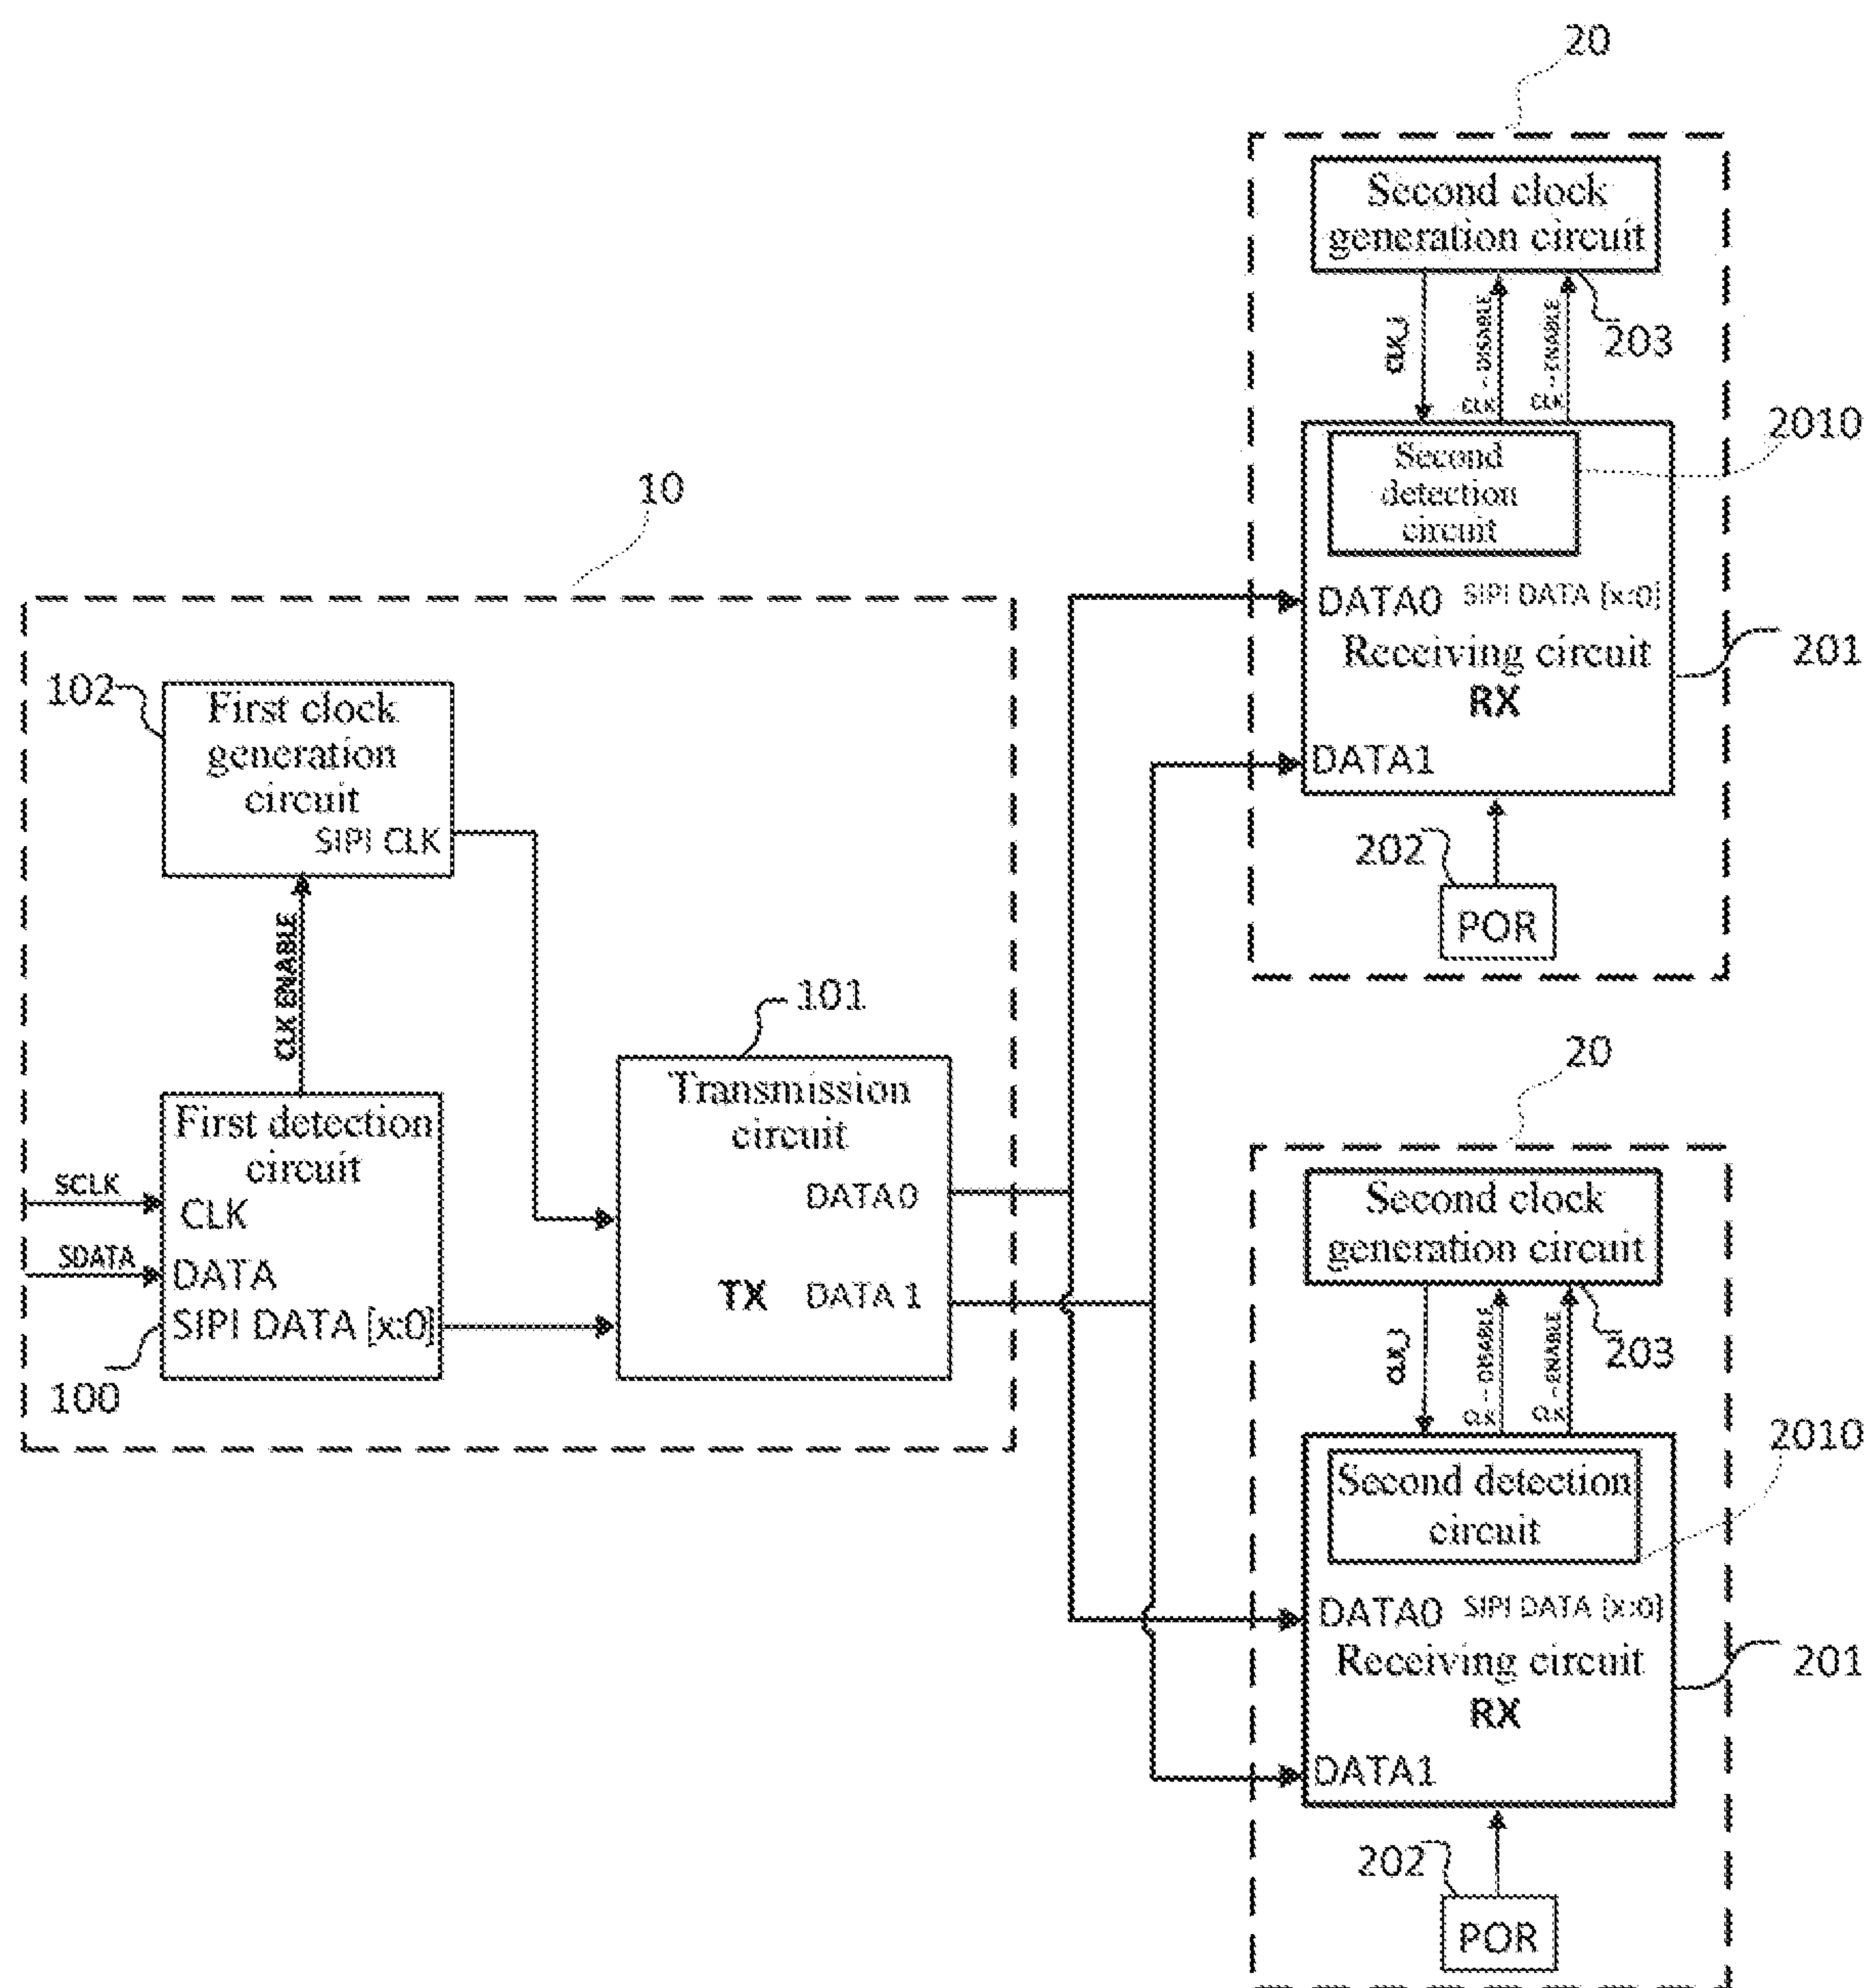 20
Second clock
generation circuit
CLK_i
CLK - DISABLE
CLK - ENABLE
203
2010
Second
detection
circuit
DATA0 SIPI DATA [x:0]
Receiving circuit
RX
201
DATA1
202
POR
10
102
First clock
generation
circuit
SIPI CLK
CLK ENABLE
101
First detection
circuit
SCLK
CLK
SDATA
DATA
SIPI DATA [x:0]
100
Transmission
circuit
DATA 0
TX DATA 1
20
Second clock
generation circuit
CLK_i
CLK - DISABLE
CLK - ENABLE
203
2010
Second detection
circuit
DATA0 SIPI DATA [x:0]
Receiving circuit
RX
201
DATA1
202
POR